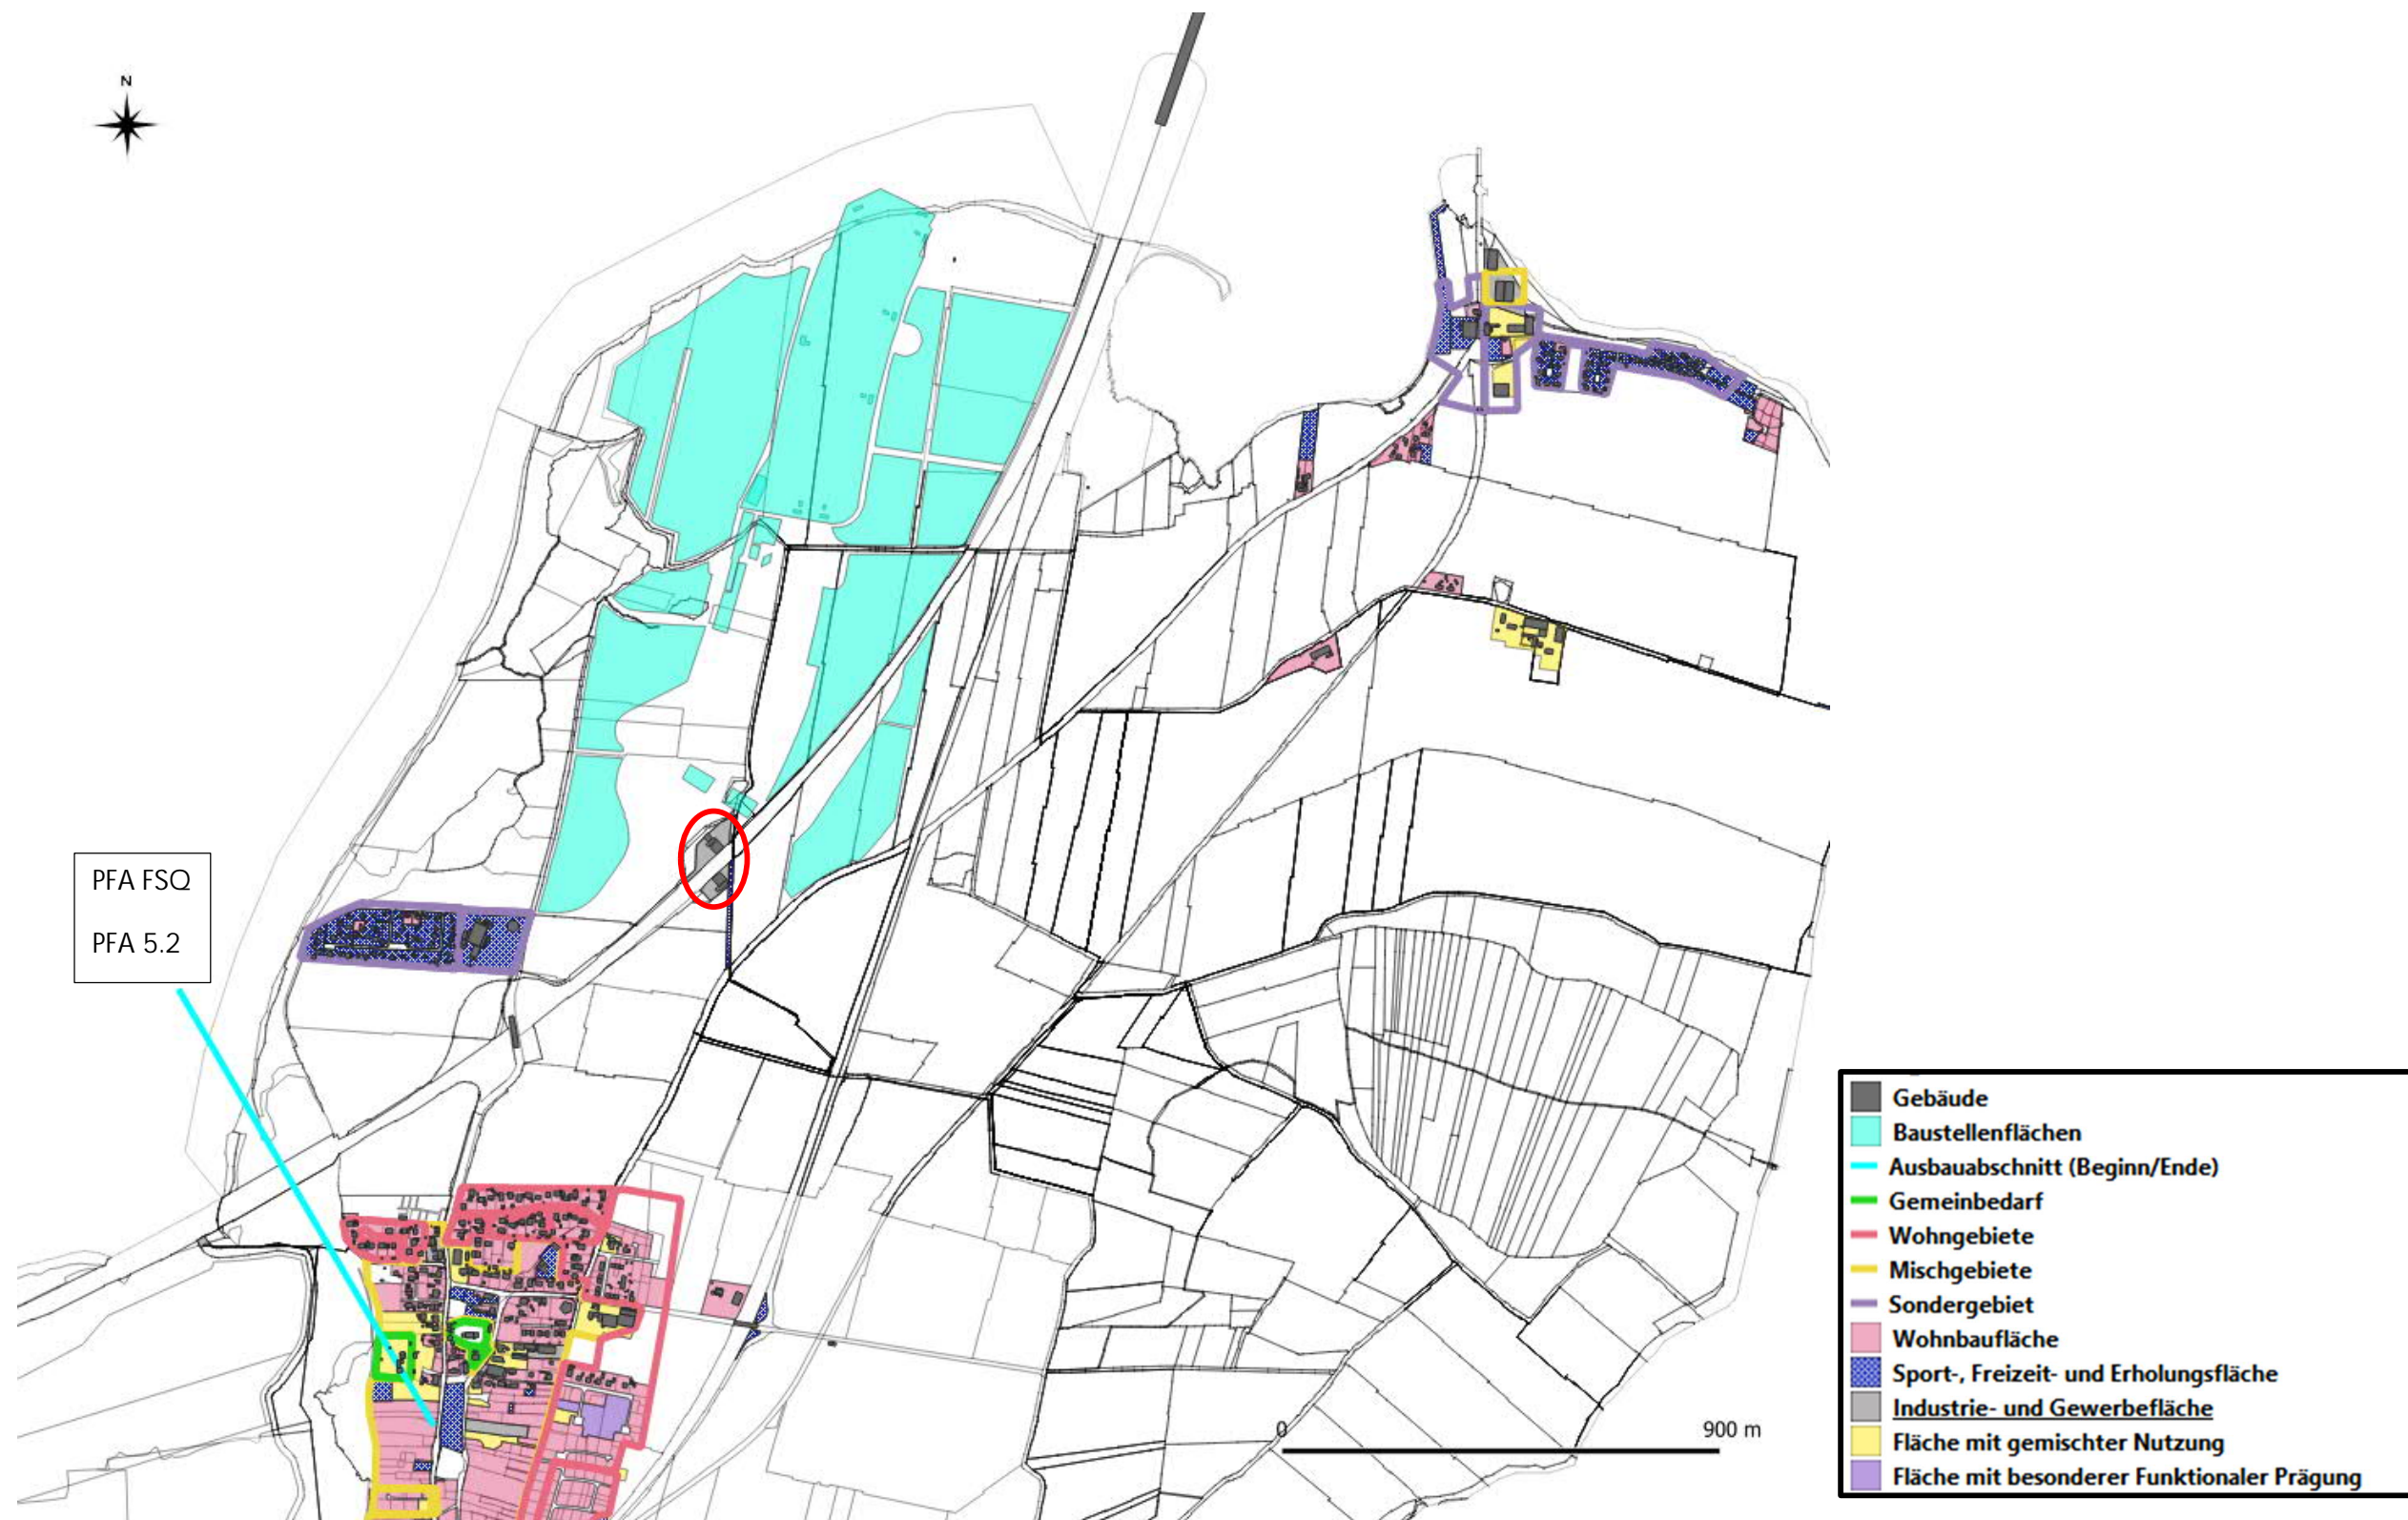 N
PFA FSQ
PFA 5.2
0
900 m
Gebäude
Baustellenflächen
Ausbauabschnitt (Beginn/Ende)
Gemeinbedarf
Wohngebiete
Mischgebiete
Sondergebiet
Wohnbaufläche
Sport-, Freizeit- und Erholungsfläche
Industrie- und Gewerbefläche
Fläche mit gemischter Nutzung
Fläche mit besonderer Funktionaler Prägung